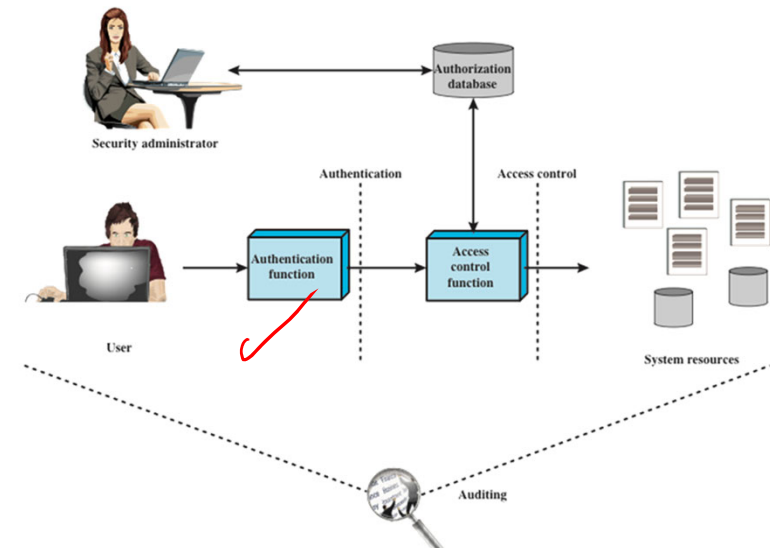 Authorization
database
Security administrator
Authentication
Access control
Authentication
function
Access
control
function
User
System resources
Auditing